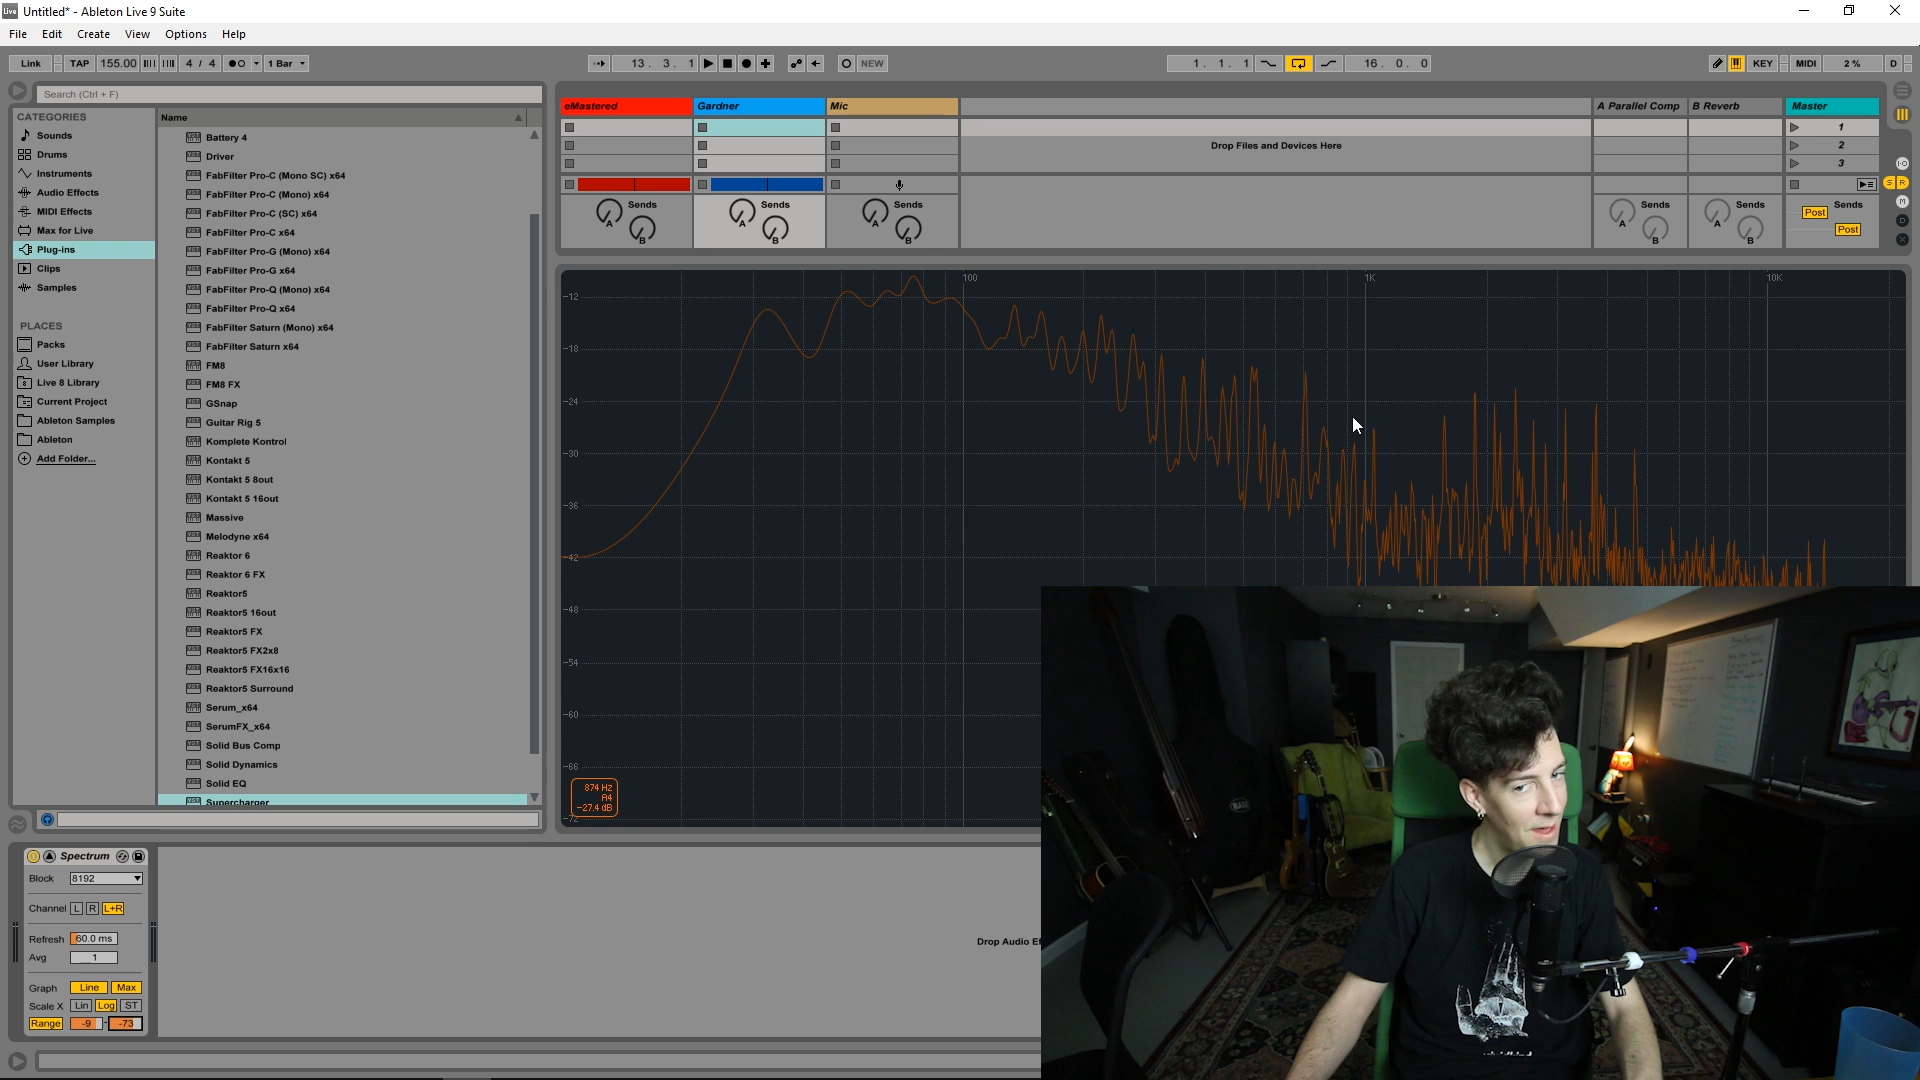 Live Untitled* - Ableton Live 9 Suite
File Edit Create View Options Help
Link TAP 155.00 4 / 4 1 Bar 13. 3. 1 NEW 1. 1. 1 16. 0. 0 KEY MIDI 2 % D
Search (Ctrl + F)
CATEGORIES
Sounds
Drums
Instruments
Audio Effects
MIDI Effects
Max for Live
Plug-ins
Clips
Samples
PLACES
Packs
User Library
Live 8 Library
Current Project
Ableton Samples
Ableton
Add Folder...
Name
Battery 4
Driver
FabFilter Pro-C (Mono SC) x64
FabFilter Pro-C (Mono) x64
FabFilter Pro-C (SC) x64
FabFilter Pro-C x64
FabFilter Pro-G (Mono) x64
FabFilter Pro-G x64
FabFilter Pro-Q (Mono) x64
FabFilter Pro-Q x64
FabFilter Saturn (Mono) x64
FabFilter Saturn x64
FM8
FM8 FX
GSnap
Guitar Rig 5
Komplete Kontrol
Kontakt 5
Kontakt 5 8out
Kontakt 5 16out
Massive
Melodyne x64
Reaktor 6
Reaktor 6 FX
Reaktor5
Reaktor5 16out
Reaktor5 FX
Reaktor5 FX2x8
Reaktor5 FX16x16
Reaktor5 Surround
Serum_x64
SerumFX_x64
Solid Bus Comp
Solid Dynamics
Solid EQ
Supercharger
eMastered Gardner Mic A Parallel Comp B Reverb Master
1
Drop Files and Devices Here 2
3
Sends Sends Sends Sends Sends Sends
A A A A A Post
B B B B B Post
S R
M
D
X
100 1K 10K
-12
-18
-24
-30
-36
-42
-48
-54
-60
-66
-72
874 Hz
A4
-27.4 dB
Spectrum
Block 8192
Channel L R L+R
Refresh 60.0 ms
Avg 1
Graph Line Max
Scale X Lin Log ST
Range -9 - -73
Drop Audio Ef